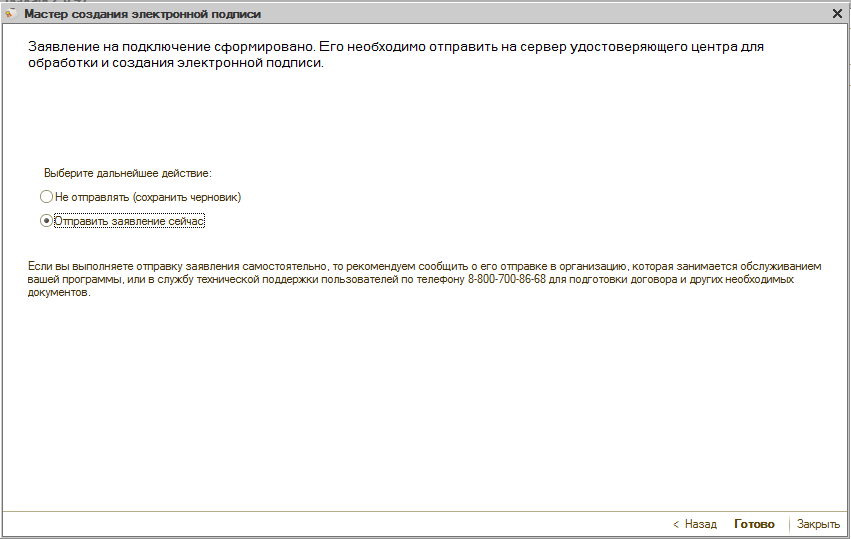 Мастер создания электронной подписи
Заявление на подключение сформировано. Его необходимо отправить на сервер удостоверяющего центра для
обработки и создания электронной подписи.
Выберите дальнейшее действие:
Не отправлять (сохранить черновик)
Отправить заявление сейчас
Если вы выполняете отправку заявления самостоятельно, то рекомендуем сообщить о его отправке в организацию, которая занимается обслуживанием
вашей программы, или в службу технической поддержки пользователей по телефону 8-800-700-86-68 для подготовки договора и других необходимых
документов.
< Назад Готово Закрыть